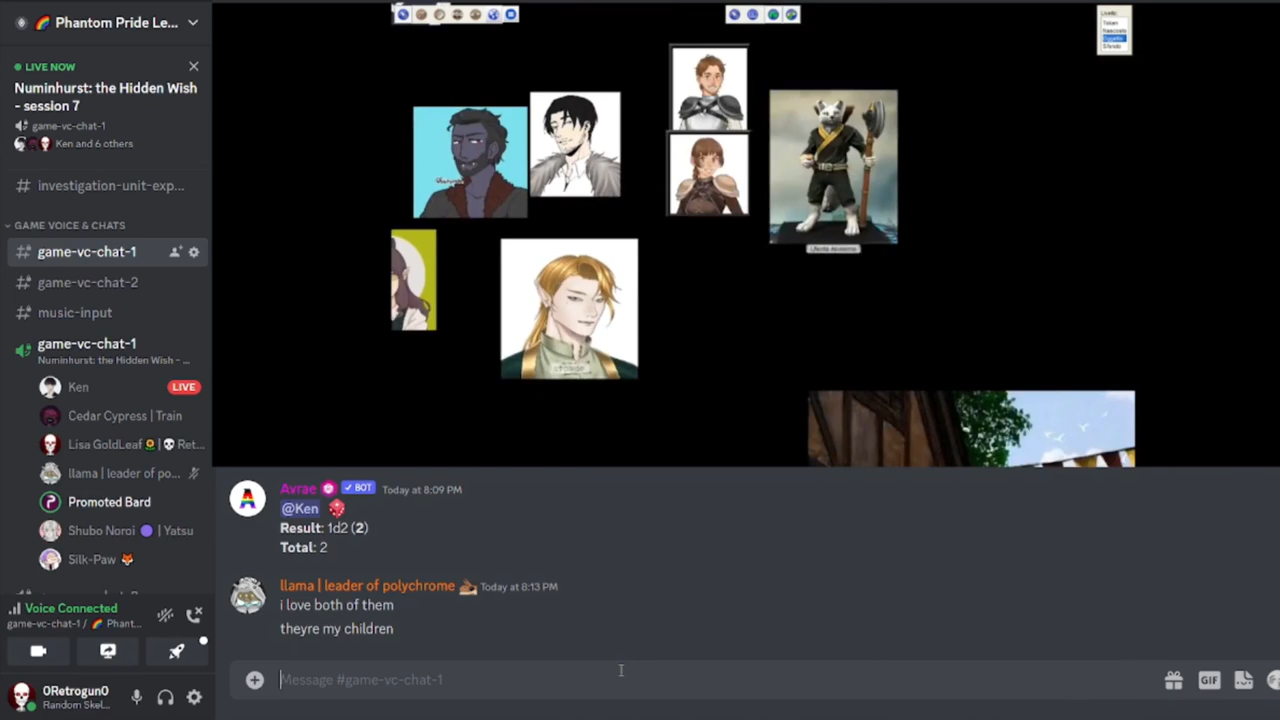 🌈 Phantom Pride Le...
LIVE NOW
Numinhurst: the Hidden Wish
- session 7
game-vc-chat-1
Ken and 6 others
investigation-unit-exp...
GAME VOICE & CHATS
game-vc-chat-1
game-vc-chat-2
music-input
game-vc-chat-1
Numinhurst: the Hidden Wish - ...
Ken LIVE
Cedar Cypress | Train
Lisa GoldLeaf🌻 | 💀 Ret...
llama | leader of po...
Promoted Bard
Shubo Noroi 🟣 | Yatsu
Silk-Paw 🦊
Voice Connected
game-vc-chat-1 / 🌈 Phant...
0Retrogun0
Random Skel...
Token
Sfondo
Avrae ✓ BOT Today at 8:09 PM
@Ken 🎲
Result: 1d2 (2)
Total: 2
llama | leader of polychrome Today at 8:13 PM
i love both of them
theyre my children
Message #game-vc-chat-1
GIF